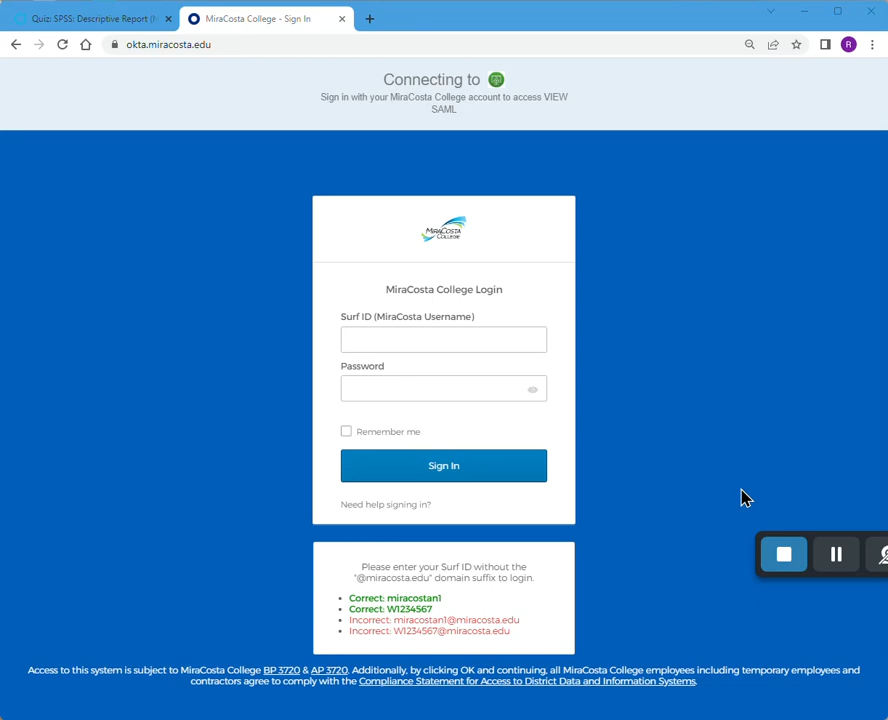 Quiz: SPSS: Descriptive Report (
MiraCosta College - Sign In
okta.miracosta.edu
R
Connecting to
Sign in with your MiraCosta College account to access VIEW
SAML
MIRACOSTA
COLLEGE
MiraCosta College Login
Surf ID (MiraCosta Username)
Password
Remember me
Sign In
Need help signing in?
Please enter your Surf ID without the
"@miracosta.edu" domain suffix to login.
• Correct: miracostan1
• Correct: W1234567
• Incorrect: miracostan1@miracosta.edu
• Incorrect: W1234567@miracosta.edu
Access to this system is subject to MiraCosta College BP 3720 & AP 3720. Additionally, by clicking OK and continuing, all MiraCosta College employees including temporary employees and
contractors agree to comply with the Compliance Statement for Access to District Data and Information Systems.